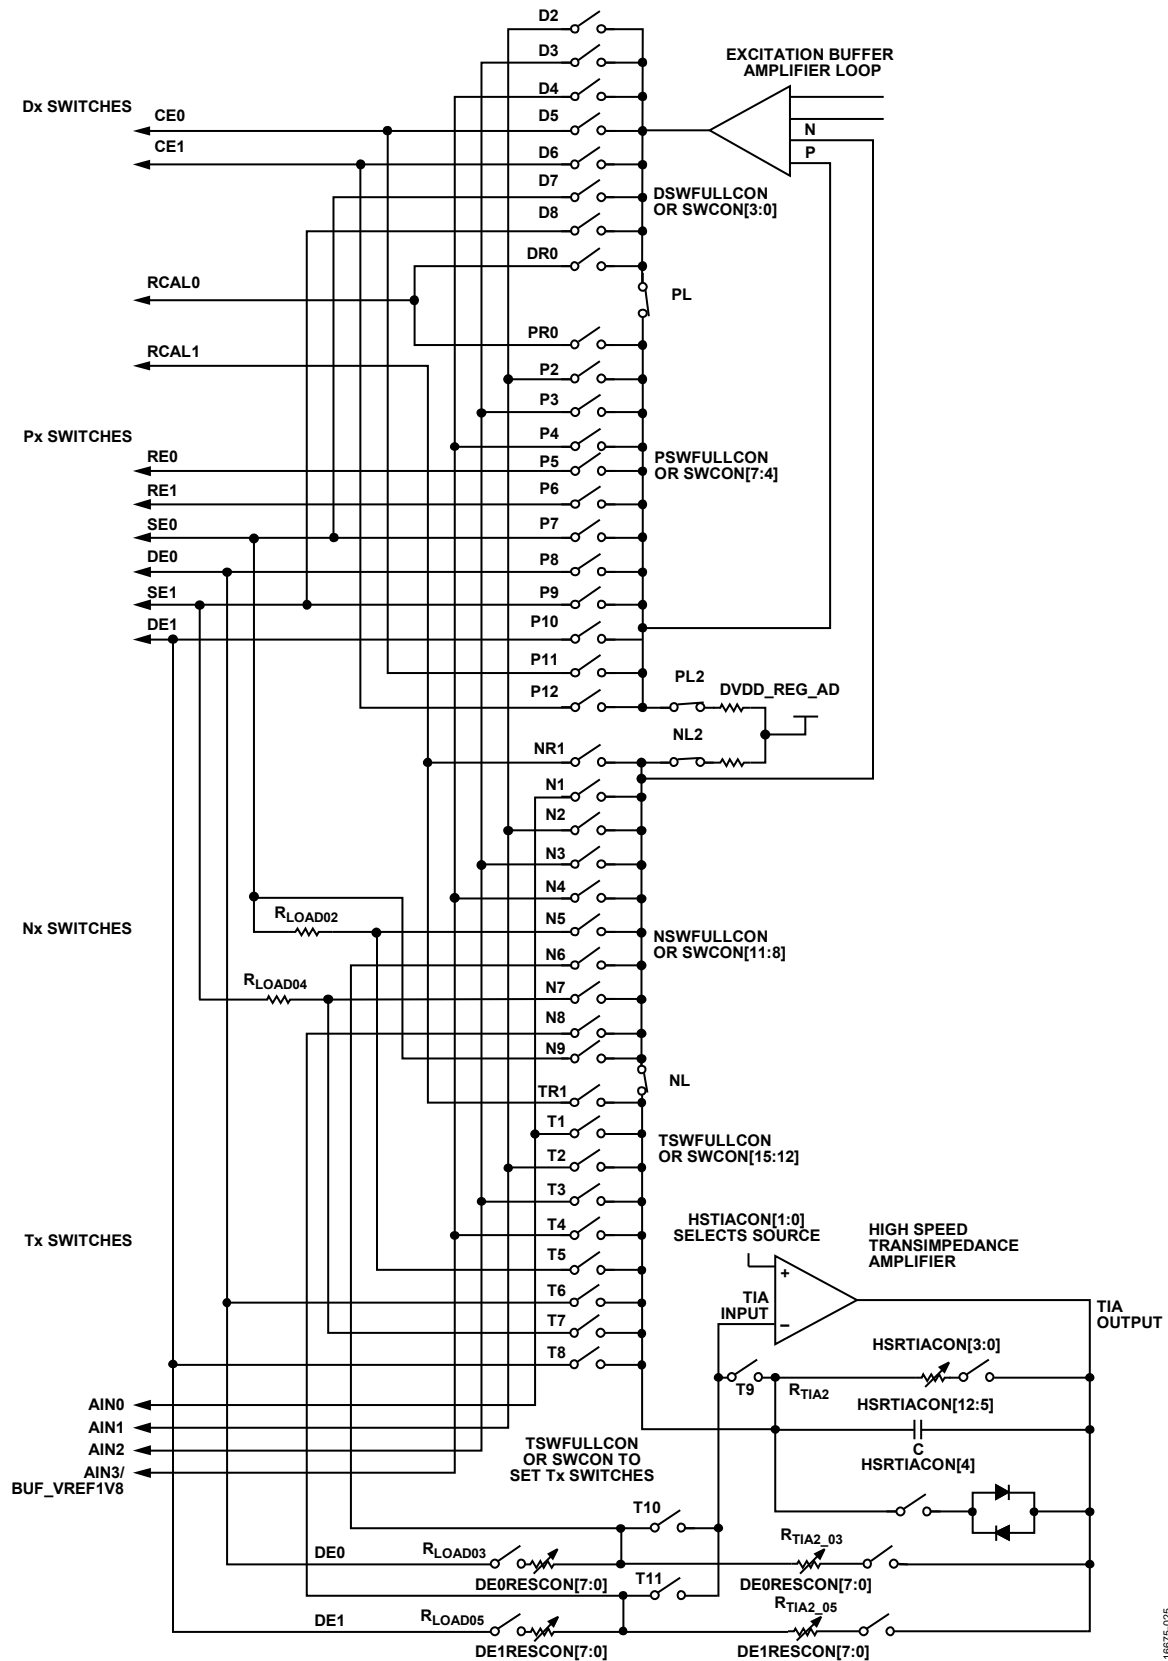 D2
D3
EXCITATION BUFFER
AMPLIFIER LOOP
D4
Dx SWITCHES
CE0
D5
N
CE1
D6
P
D7
DSWFULLCON
OR SWCON[3:0]
D8
DR0
RCAL0
PL
PR0
RCAL1
P2
P3
Px SWITCHES
P4
RE0
P5
PSWFULLCON
OR SWCON[7:4]
RE1
P6
SE0
P7
DE0
P8
SE1
P9
DE1
P10
P11
PL2
P12
DVDD_REG_AD
NR1
NL2
N1
N2
N3
N4
RLOAD02
Nx SWITCHES
N5
NSWFULLCON
OR SWCON[11:8]
N6
RLOAD04
N7
N8
N9
NL
TR1
T1
TSWFULLCON
OR SWCON[15:12]
T2
T3
Tx SWITCHES
T4
HSTIACON[1:0]
SELECTS SOURCE
HIGH SPEED
TRANSIMPEDANCE
AMPLIFIER
T5
+
T6
TIA
INPUT
–
TIA
OUTPUT
T7
T8
HSRTIACON[3:0]
T9
RTIA2
HSRTIACON[12:5]
AIN0
AIN1
AIN2
AIN3/
BUF_VREF1V8
TSWFULLCON
OR SWCON TO
SET Tx SWITCHES
C
HSRTIACON[4]
T10
DE0
RLOAD03
RTIA2_03
DE0RESCON[7:0]
T11
DE0RESCON[7:0]
DE1
RLOAD05
RTIA2_05
DE1RESCON[7:0]
DE1RESCON[7:0]
16675-025